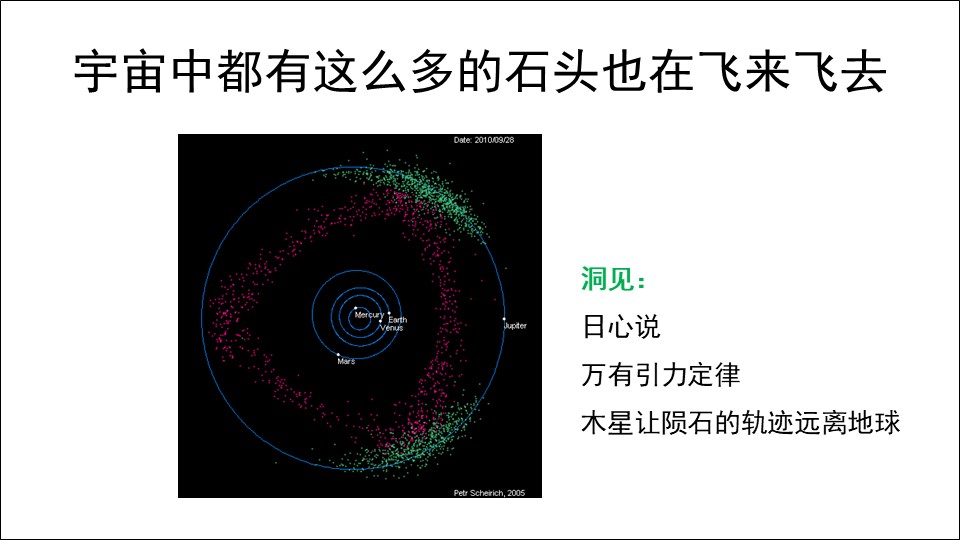 宇宙中都有这么多的石头也在飞来飞去
Date: 2010/09/28
Mercury
Earth
Venus
Jupiter
Mars
Petr Scheirich, 2005
洞见：
日心说
万有引力定律
木星让陨石的轨迹远离地球